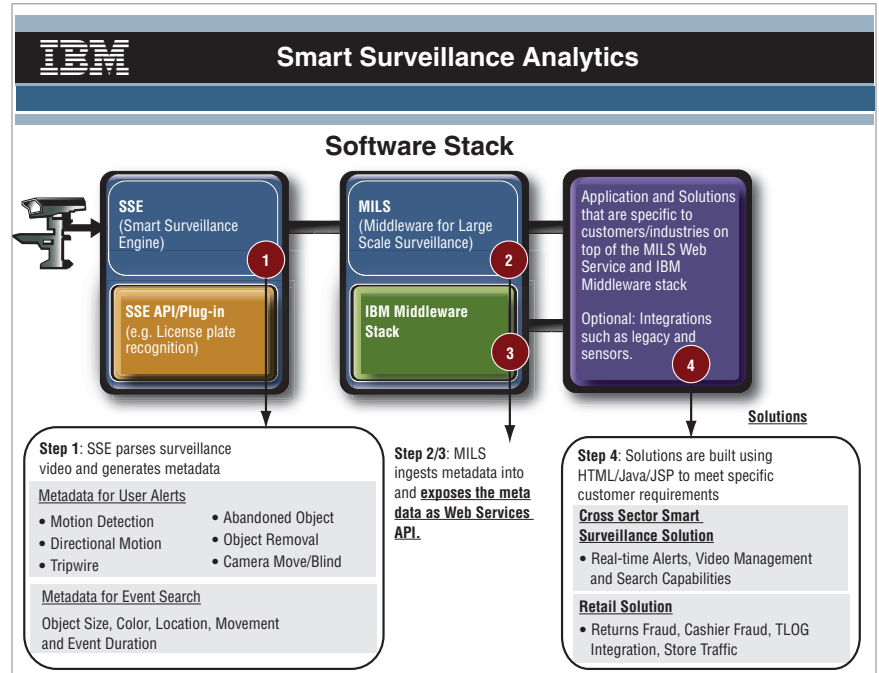 IBM
Smart Surveillance Analytics
Software Stack
SSE
(Smart Surveillance
Engine)
1
SSE API/Plug-in
(e.g. License plate
recognition)
MILS
(Middleware for Large
Scale Surveillance)
2
IBM Middleware
Stack
3
Application and Solutions
that are specific to
customers/industries on
top of the MILS Web
Service and IBM
Middleware stack
Optional: Integrations
such as legacy and
sensors.
4
Solutions
Step 1: SSE parses surveillance
video and generates metadata
Metadata for User Alerts
• Motion Detection
• Directional Motion
• Tripwire
• Abandoned Object
• Object Removal
• Camera Move/Blind
Metadata for Event Search
Object Size, Color, Location, Movement
and Event Duration
Step 2/3: MILS
ingests metadata into
and exposes the meta
data as Web Services
API.
Step 4: Solutions are built using
HTML/Java/JSP to meet specific
customer requirements
Cross Sector Smart
Surveillance Solution
• Real-time Alerts, Video Management
and Search Capabilities
Retail Solution
• Returns Fraud, Cashier Fraud, TLOG
Integration, Store Traffic